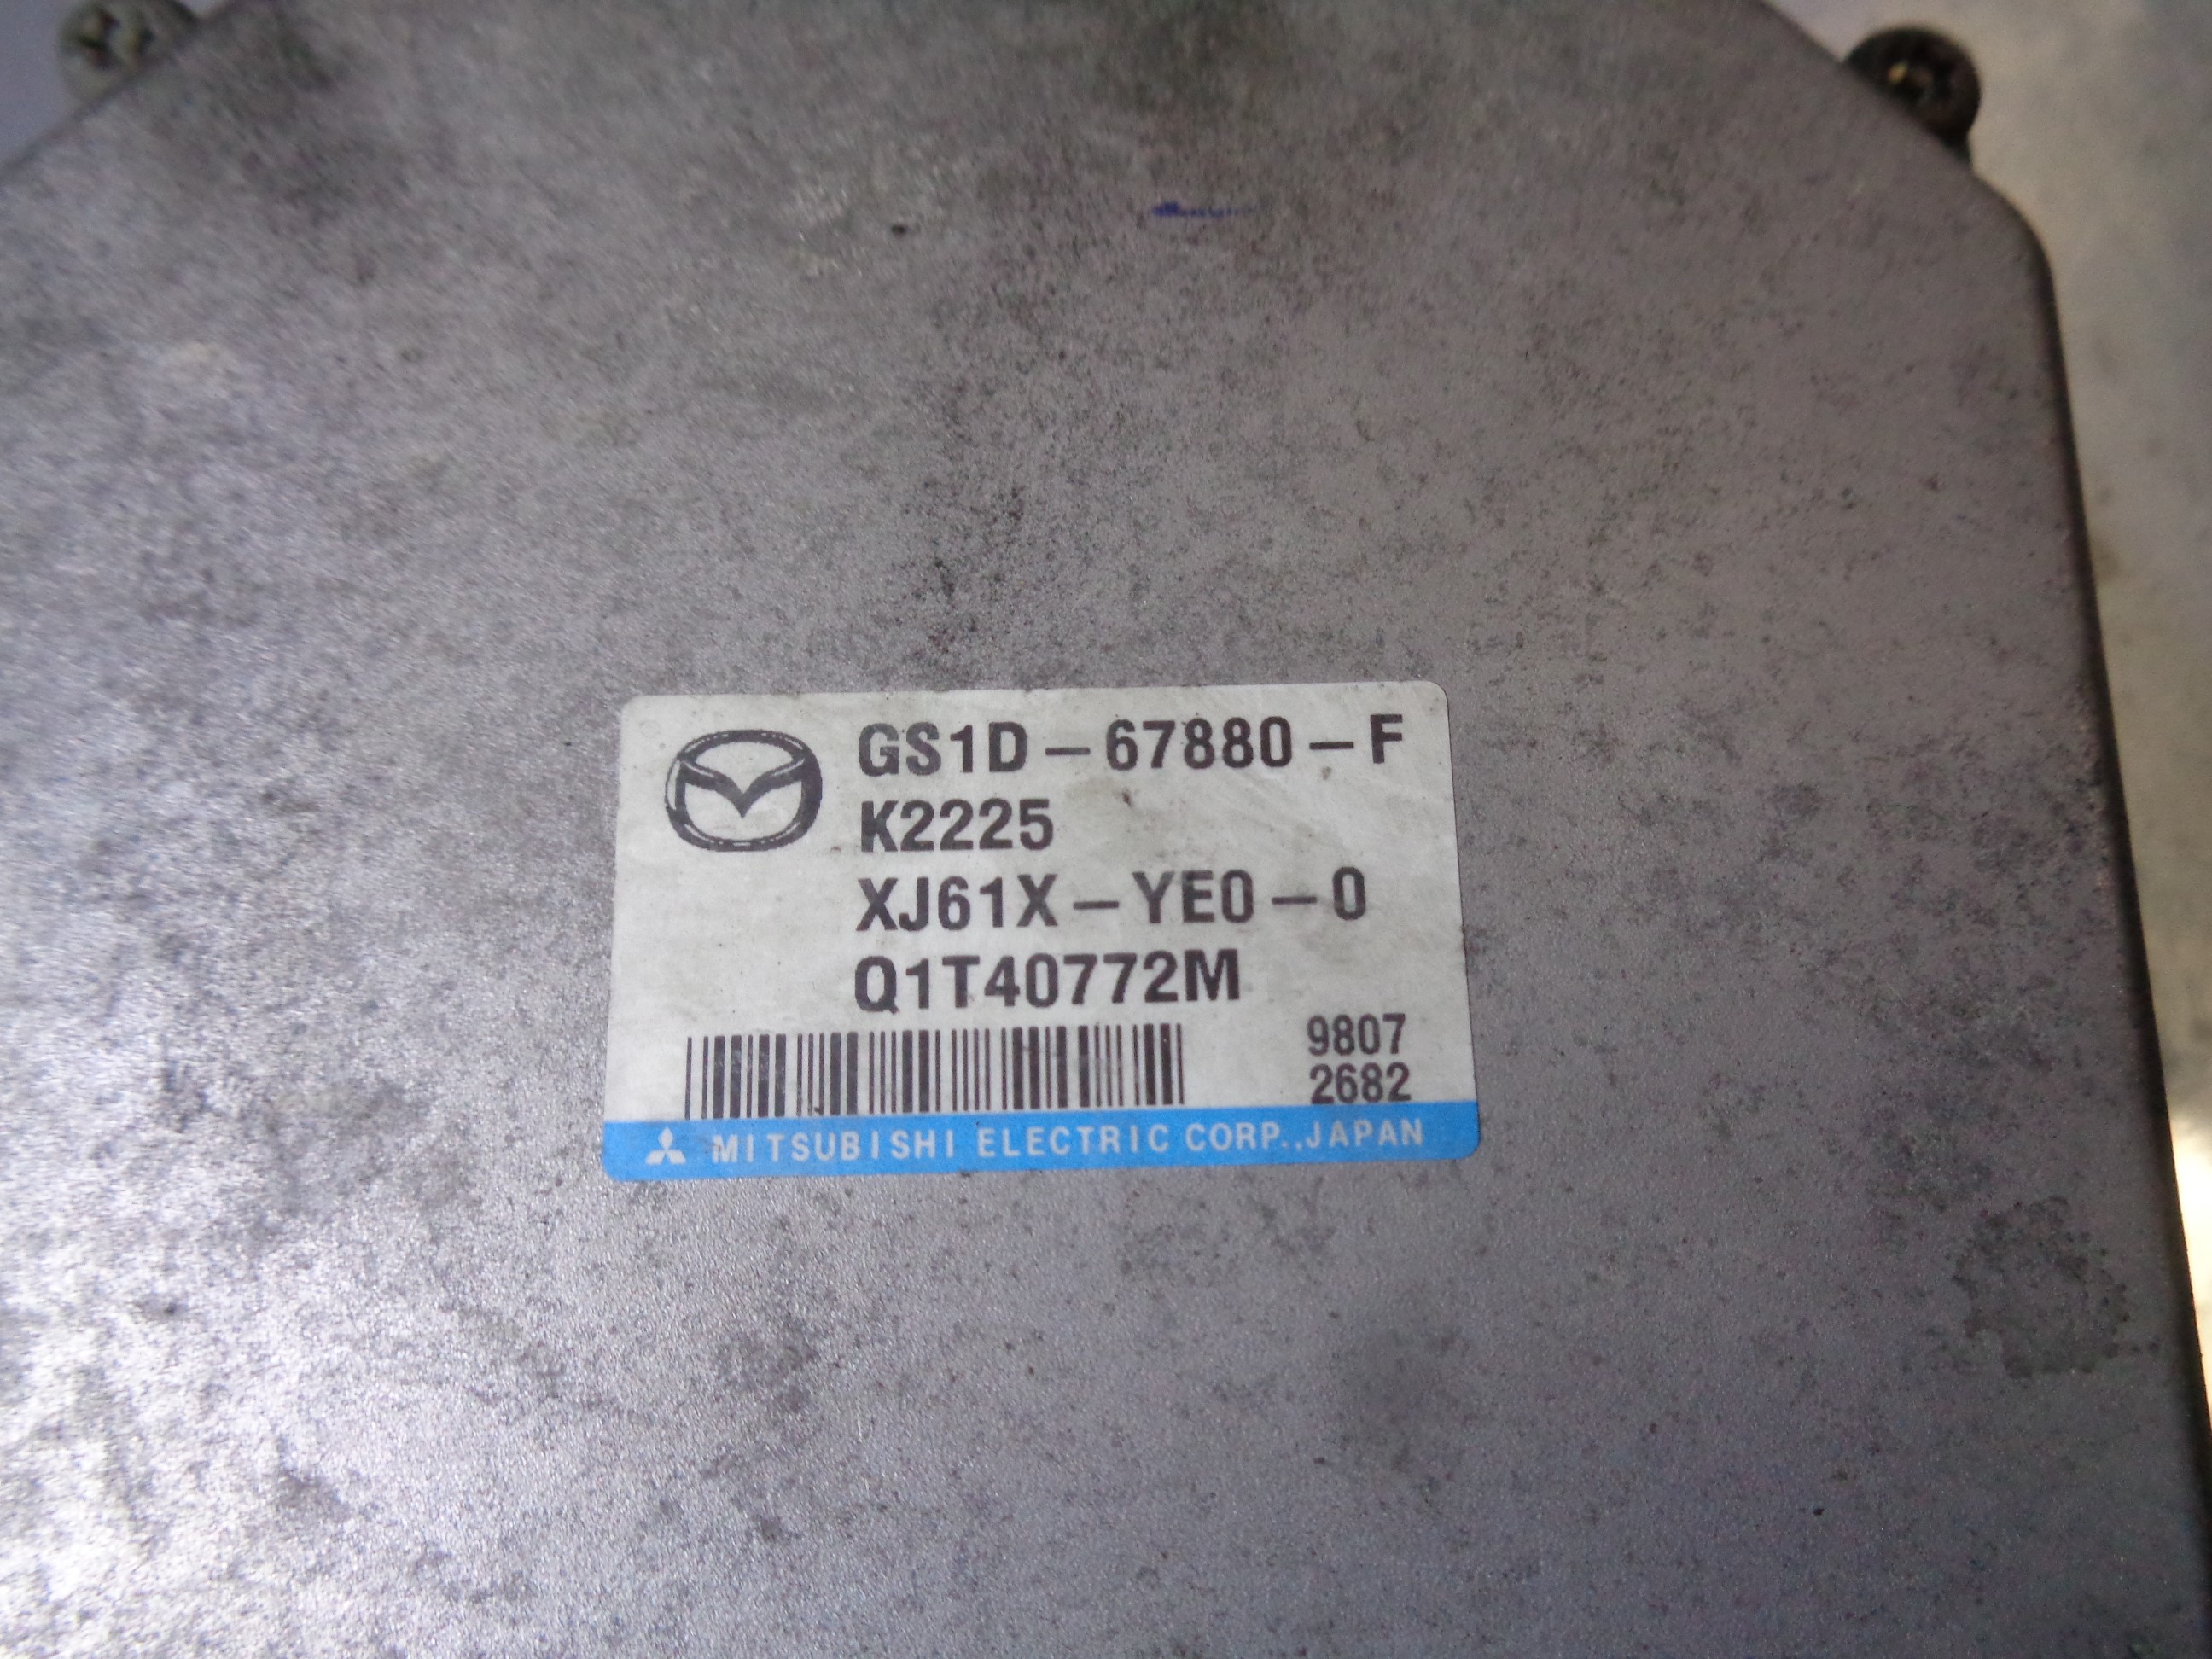 GS1D-67880-F
K2225
XJ61X-YE0-0
Q1T40772M
9807
2682
MITSUBISHI ELECTRIC CORP.,JAPAN